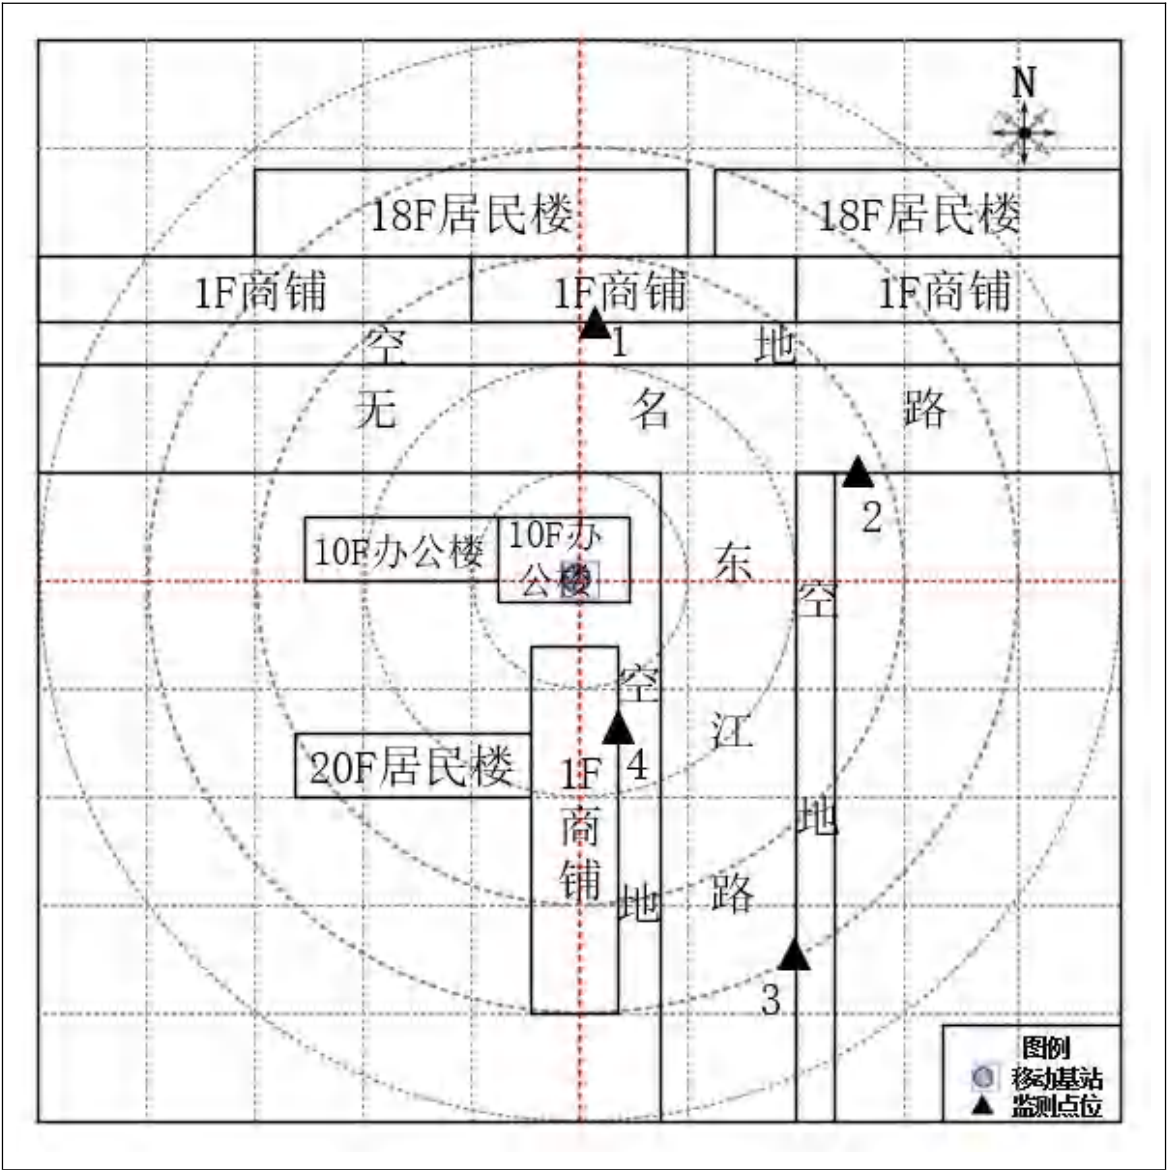 N
18F居民楼 18F居民楼
1F商铺 1F商铺 1F商铺
1
空 地
无 名 路
2
10F办公楼 10F办
公楼
东
空
空
江
4
20F居民楼 1F
商
铺
地
地
路
3
图例
移动基站
监测点位